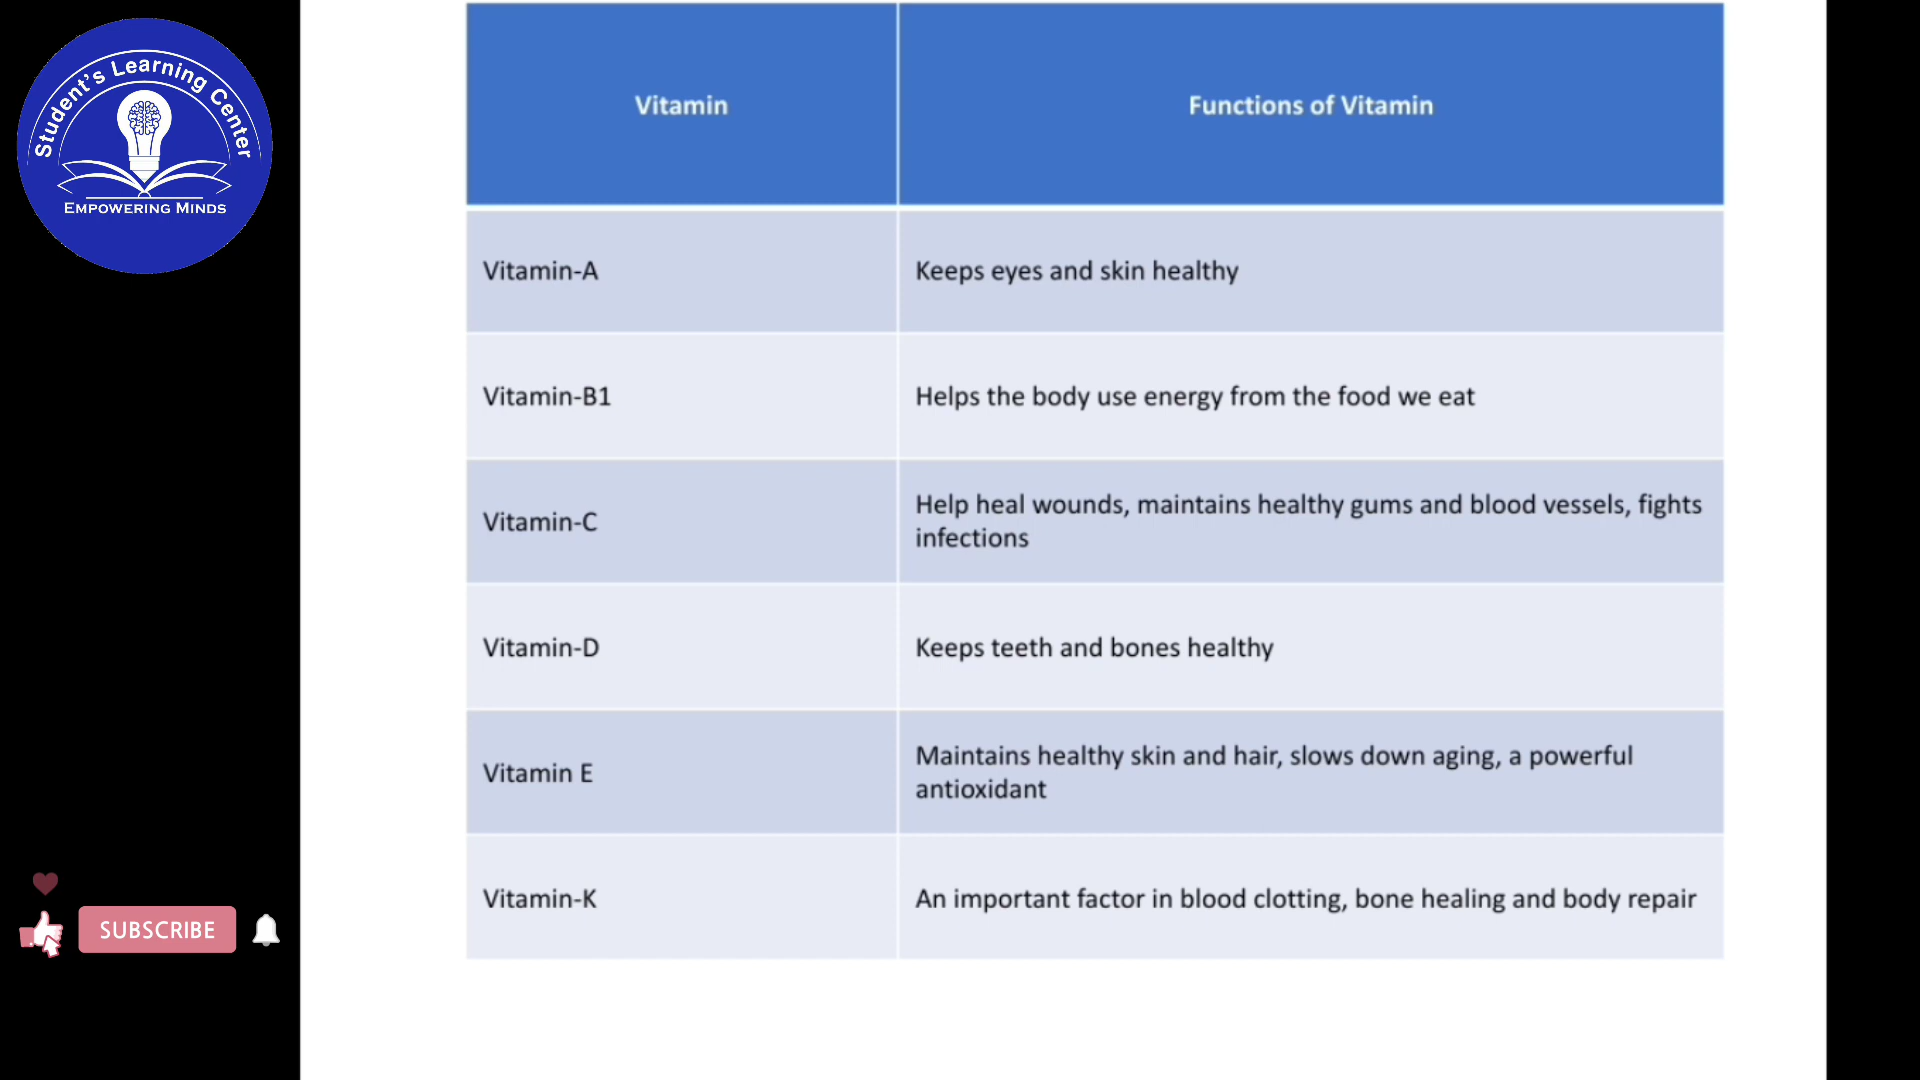 Student's Learning Center
EMPOWERING MINDS
Vitamin
Functions of Vitamin
Vitamin-A
Keeps eyes and skin healthy
Vitamin-B1
Helps the body use energy from the food we eat
Vitamin-C
Help heal wounds, maintains healthy gums and blood vessels, fights
infections
Vitamin-D
Keeps teeth and bones healthy
Vitamin E
Maintains healthy skin and hair, slows down aging, a powerful
antioxidant
Vitamin-K
An important factor in blood clotting, bone healing and body repair
SUBSCRIBE